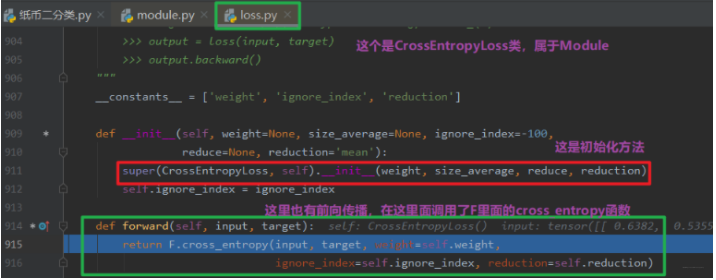 纸币二分类.py × module.py × loss.py ×
904 >>> output = loss(input, target)
这个是CrossEntropyLoss类，属于Module
905 >>> output.backward()
906 """
907 __constants__ = ['weight', 'ignore_index', 'reduction']
908
909 def __init__(self, weight=None, size_average=None, ignore_index=-100,
910 reduce=None, reduction='mean'):
这是初始化方法
911 super(CrossEntropyLoss, self).__init__(weight, size_average, reduce, reduction)
912 self.ignore_index = ignore_index
913
这里也有前向传播，在这里面调用了F里面的cross entropy函数
914 def forward(self, input, target): self: CrossEntropyLoss() input: tensor([[ 0.6382, 0.5355
915 return F.cross_entropy(input, target, weight=self.weight,
916 ignore_index=self.ignore_index, reduction=self.reduction)